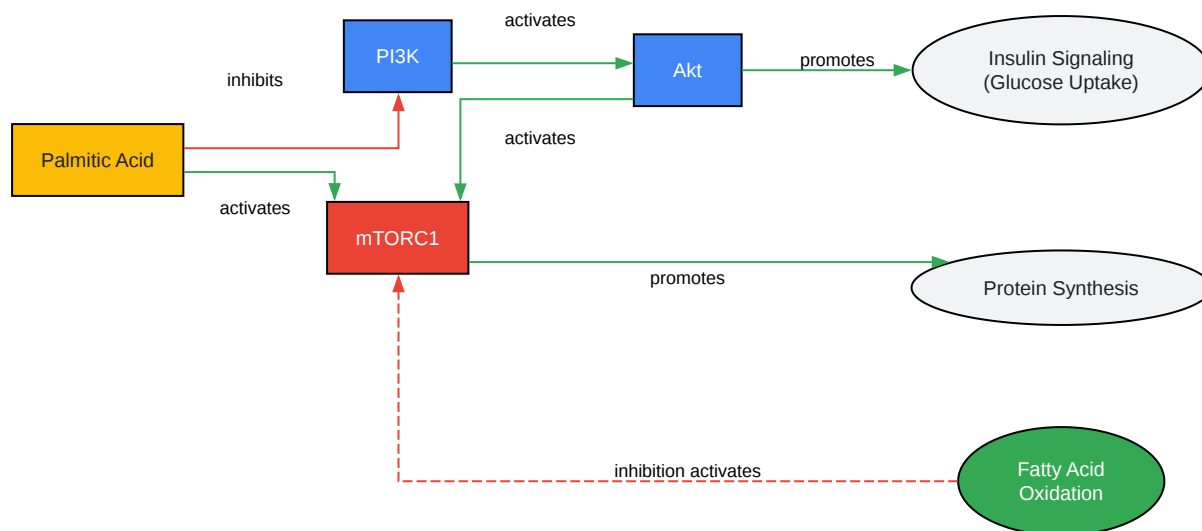 activates
PI3K
Insulin Signaling
(Glucose Uptake)
promotes
Akt
inhibits
activates
Palmitic Acid
activates
mTORC1
promotes
Protein Synthesis
inhibition activates
Fatty Acid
Oxidation